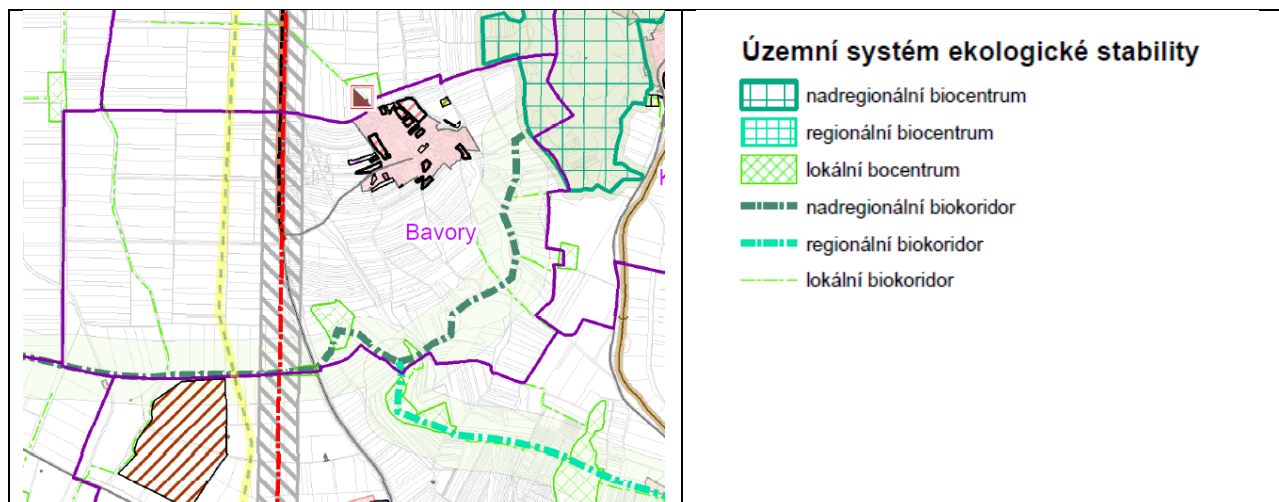 Bavory
K
Územní systém ekologické stability
nadregionální biocentrum
regionální biocentrum
lokální bocentrum
nadregionální biokoridor
regionální biokoridor
lokální biokoridor